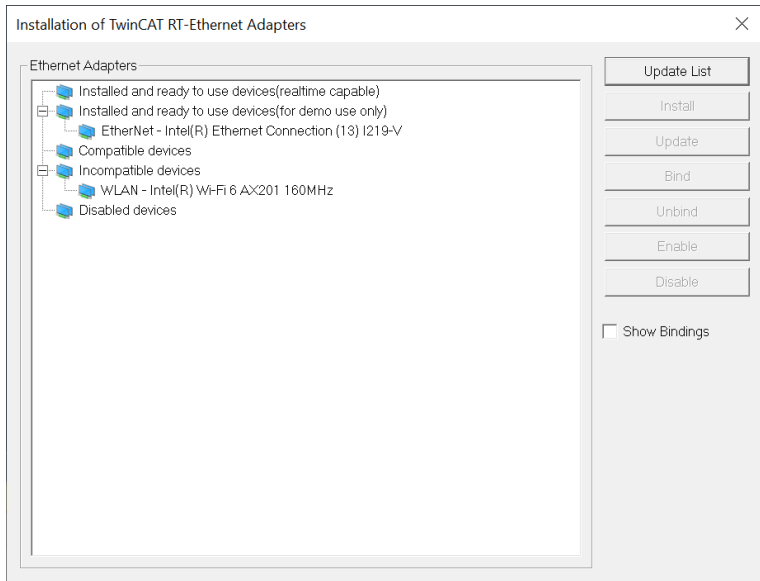 Installation of TwinCAT RT-Ethernet Adapters
Ethernet Adapters
Installed and ready to use devices(realtime capable)
Installed and ready to use devices(for demo use only)
EtherNet - Intel(R) Ethernet Connection (13) I219-V
Compatible devices
Incompatible devices
WLAN - Intel(R) Wi-Fi 6 AX201 160MHz
Disabled devices
Update List
Install
Update
Bind
Unbind
Enable
Disable
Show Bindings